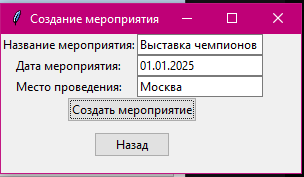 Создание мероприятия
Название мероприятия: Выставка чемпионов
Дата мероприятия: 01.01.2025
Место проведения: Москва
Создать мероприятие
Назад